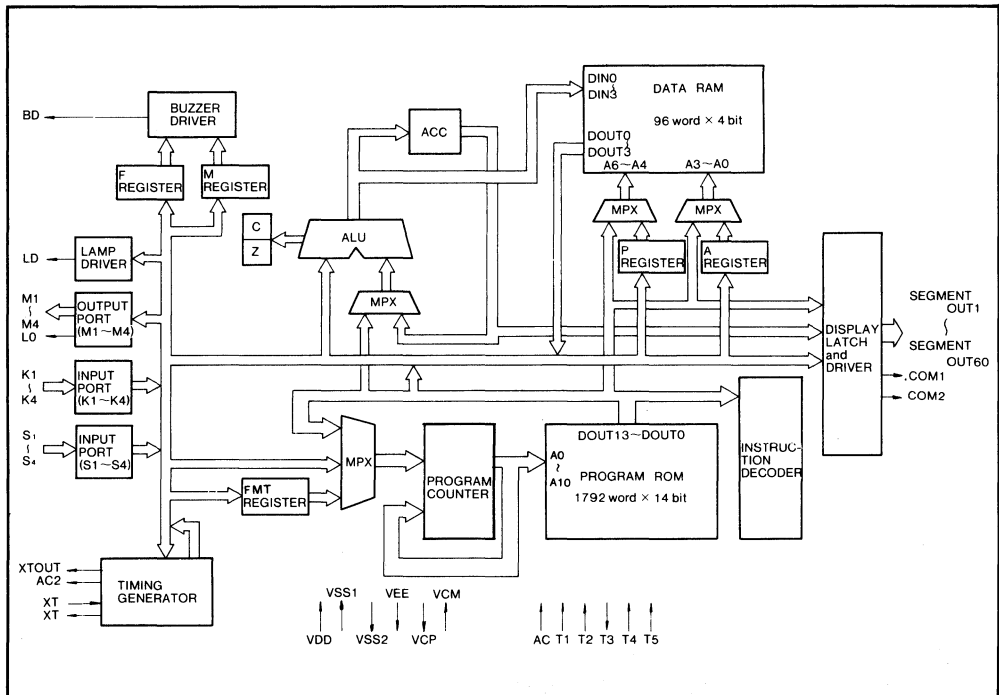 BD
BUZZER
DRIVER
F
REGISTER
M
REGISTER
ACC
DIN0
~
DIN3
DATA RAM
96 word × 4 bit
DOUT0
~
DOUT3
A6~A4
A3~A0
MPX
MPX
C
Z
ALU
P
REGISTER
A
REGISTER
LD
LAMP
DRIVER
M1
~
M4
L0
OUTPUT
PORT
(M1~M4)
MPX
DISPLAY
LATCH
and
DRIVER
SEGMENT
OUT1
~
SEGMENT
OUT60
.COM1
COM2
K1
~
K4
INPUT
PORT
(K1~K4)
S1
~
S4
INPUT
PORT
(S1~S4)
MPX
PROGRAM
COUNTER
DOUT13~DOUT0
A0
~
A10
PROGRAM ROM
1792 word × 14 bit
INSTRUC-
TION
DECODER
FMT
REGISTER
XTOUT
AC2
XT
XT
TIMING
GENERATOR
VSS1
VEE
VCM
VDD
VSS2
VCP
AC
T1
T2
T3
T4
T5